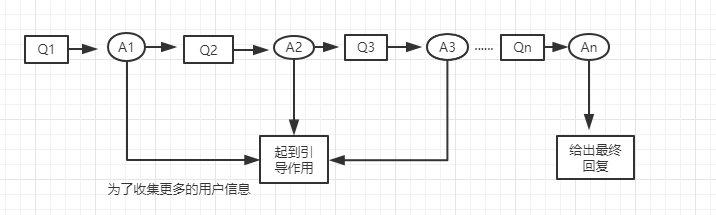 Q1
A1
Q2
A2
Q3
A3
......
Qn
An
起到引
导作用
给出最终
回复
为了收集更多的用户信息